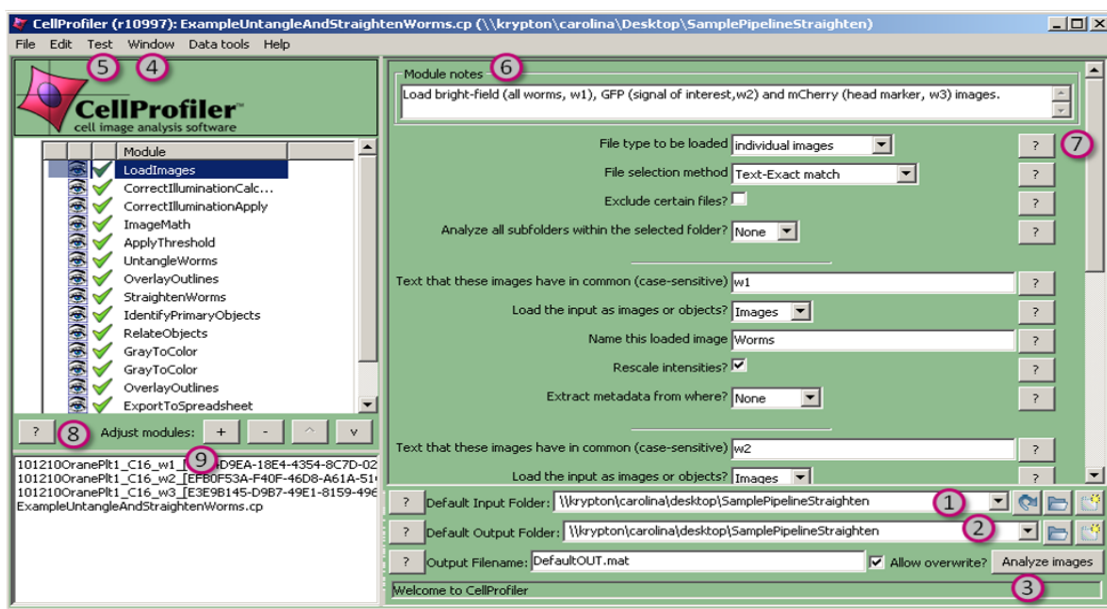 CellProfiler (r10997): ExampleUntangleAndStraightenWorms.cp (\\krypton\carolina\Desktop\SamplePipelineStraighten)
File Edit Test Window Data tools Help
5 4
CellProfiler™
cell image analysis software
Module
LoadImages
CorrectIlluminationCalc...
CorrectIlluminationApply
ImageMath
ApplyThreshold
UntangleWorms
OverlayOutlines
StraightenWorms
IdentifyPrimaryObjects
RelateObjects
GrayToColor
GrayToColor
OverlayOutlines
ExportToSpreadsheet
? 8 Adjust modules: + - ^ v
9
101210OranePlt1_C16_w1_[
D9EA-18E4-4354-8C7D-02
101210OranePlt1_C16_w2_[EFB0F53A-F40F-46D8-A61A-51
101210OranePlt1_C16_w3_[E3E9B145-D9B7-49E1-8159-496
ExampleUntangleAndStraightenWorms.cp
Module notes 6
Load bright-field (all worms, w1), GFP (signal of interest,w2) and mCherry (head marker, w3) images.
File type to be loaded individual images ? 7
File selection method Text-Exact match ?
Exclude certain files? ?
Analyze all subfolders within the selected folder? None ?
Text that these images have in common (case-sensitive) w1 ?
Load the input as images or objects? Images ?
Name this loaded image Worms ?
Rescale intensities? ?
Extract metadata from where? None ?
Text that these images have in common (case-sensitive) w2 ?
Load the input as images or objects? Images ?
? Default Input Folder: \\krypton\carolina\desktop\SamplePipelineStraighten 1
? Default Output Folder: \\krypton\carolina\desktop\SamplePipelineStraighten 2
? Output Filename: DefaultOUT.mat Allow overwrite? Analyze images
3
Welcome to CellProfiler